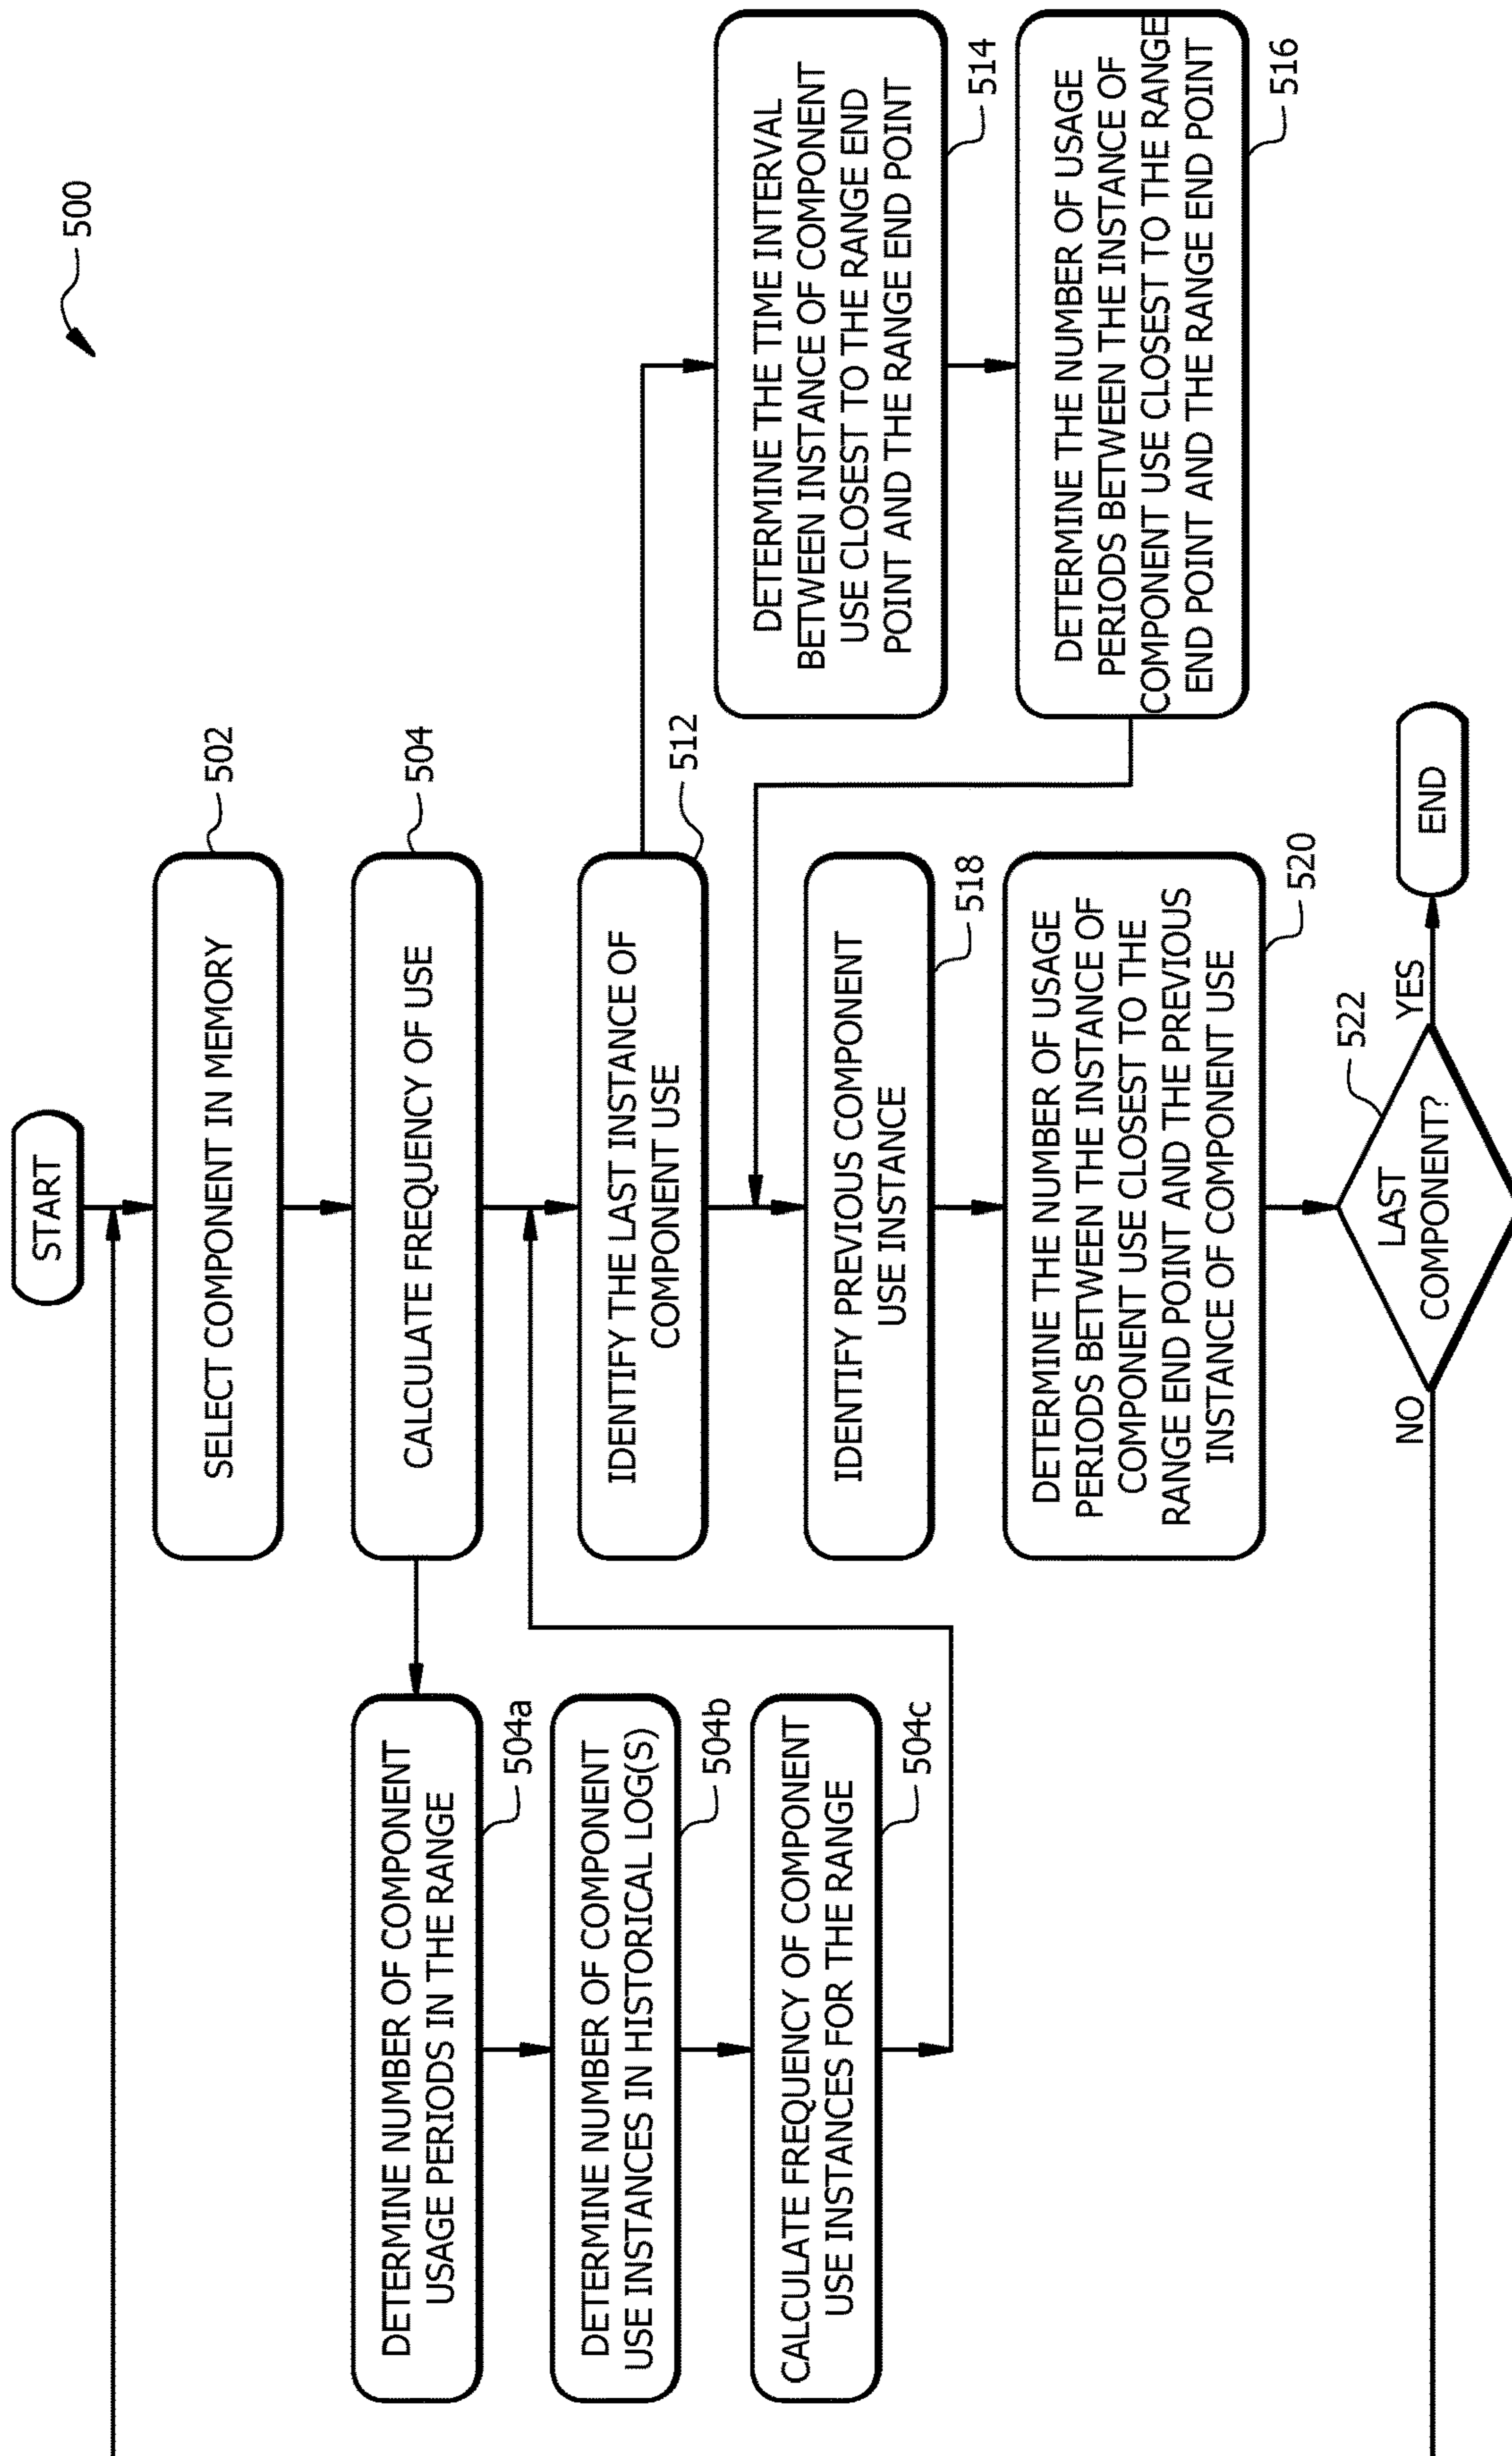 500
START
SELECT COMPONENT IN MEMORY
502
CALCULATE FREQUENCY OF USE
504
DETERMINE NUMBER OF COMPONENT
USAGE PERIODS IN THE RANGE
504a
DETERMINE NUMBER OF COMPONENT
USE INSTANCES IN HISTORICAL LOG(S)
504b
CALCULATE FREQUENCY OF COMPONENT
USE INSTANCES FOR THE RANGE
504c
IDENTIFY THE LAST INSTANCE OF
COMPONENT USE
512
DETERMINE THE TIME INTERVAL
BETWEEN INSTANCE OF COMPONENT
USE CLOSEST TO THE RANGE END
POINT AND THE RANGE END POINT
514
DETERMINE THE NUMBER OF USAGE
PERIODS BETWEEN THE INSTANCE OF
COMPONENT USE CLOSEST TO THE RANGE
END POINT AND THE RANGE END POINT
516
IDENTIFY PREVIOUS COMPONENT
USE INSTANCE
518
DETERMINE THE NUMBER OF USAGE
PERIODS BETWEEN THE INSTANCE OF
COMPONENT USE CLOSEST TO THE
RANGE END POINT AND THE PREVIOUS
INSTANCE OF COMPONENT USE
520
LAST
COMPONENT?
522
NO
YES
END